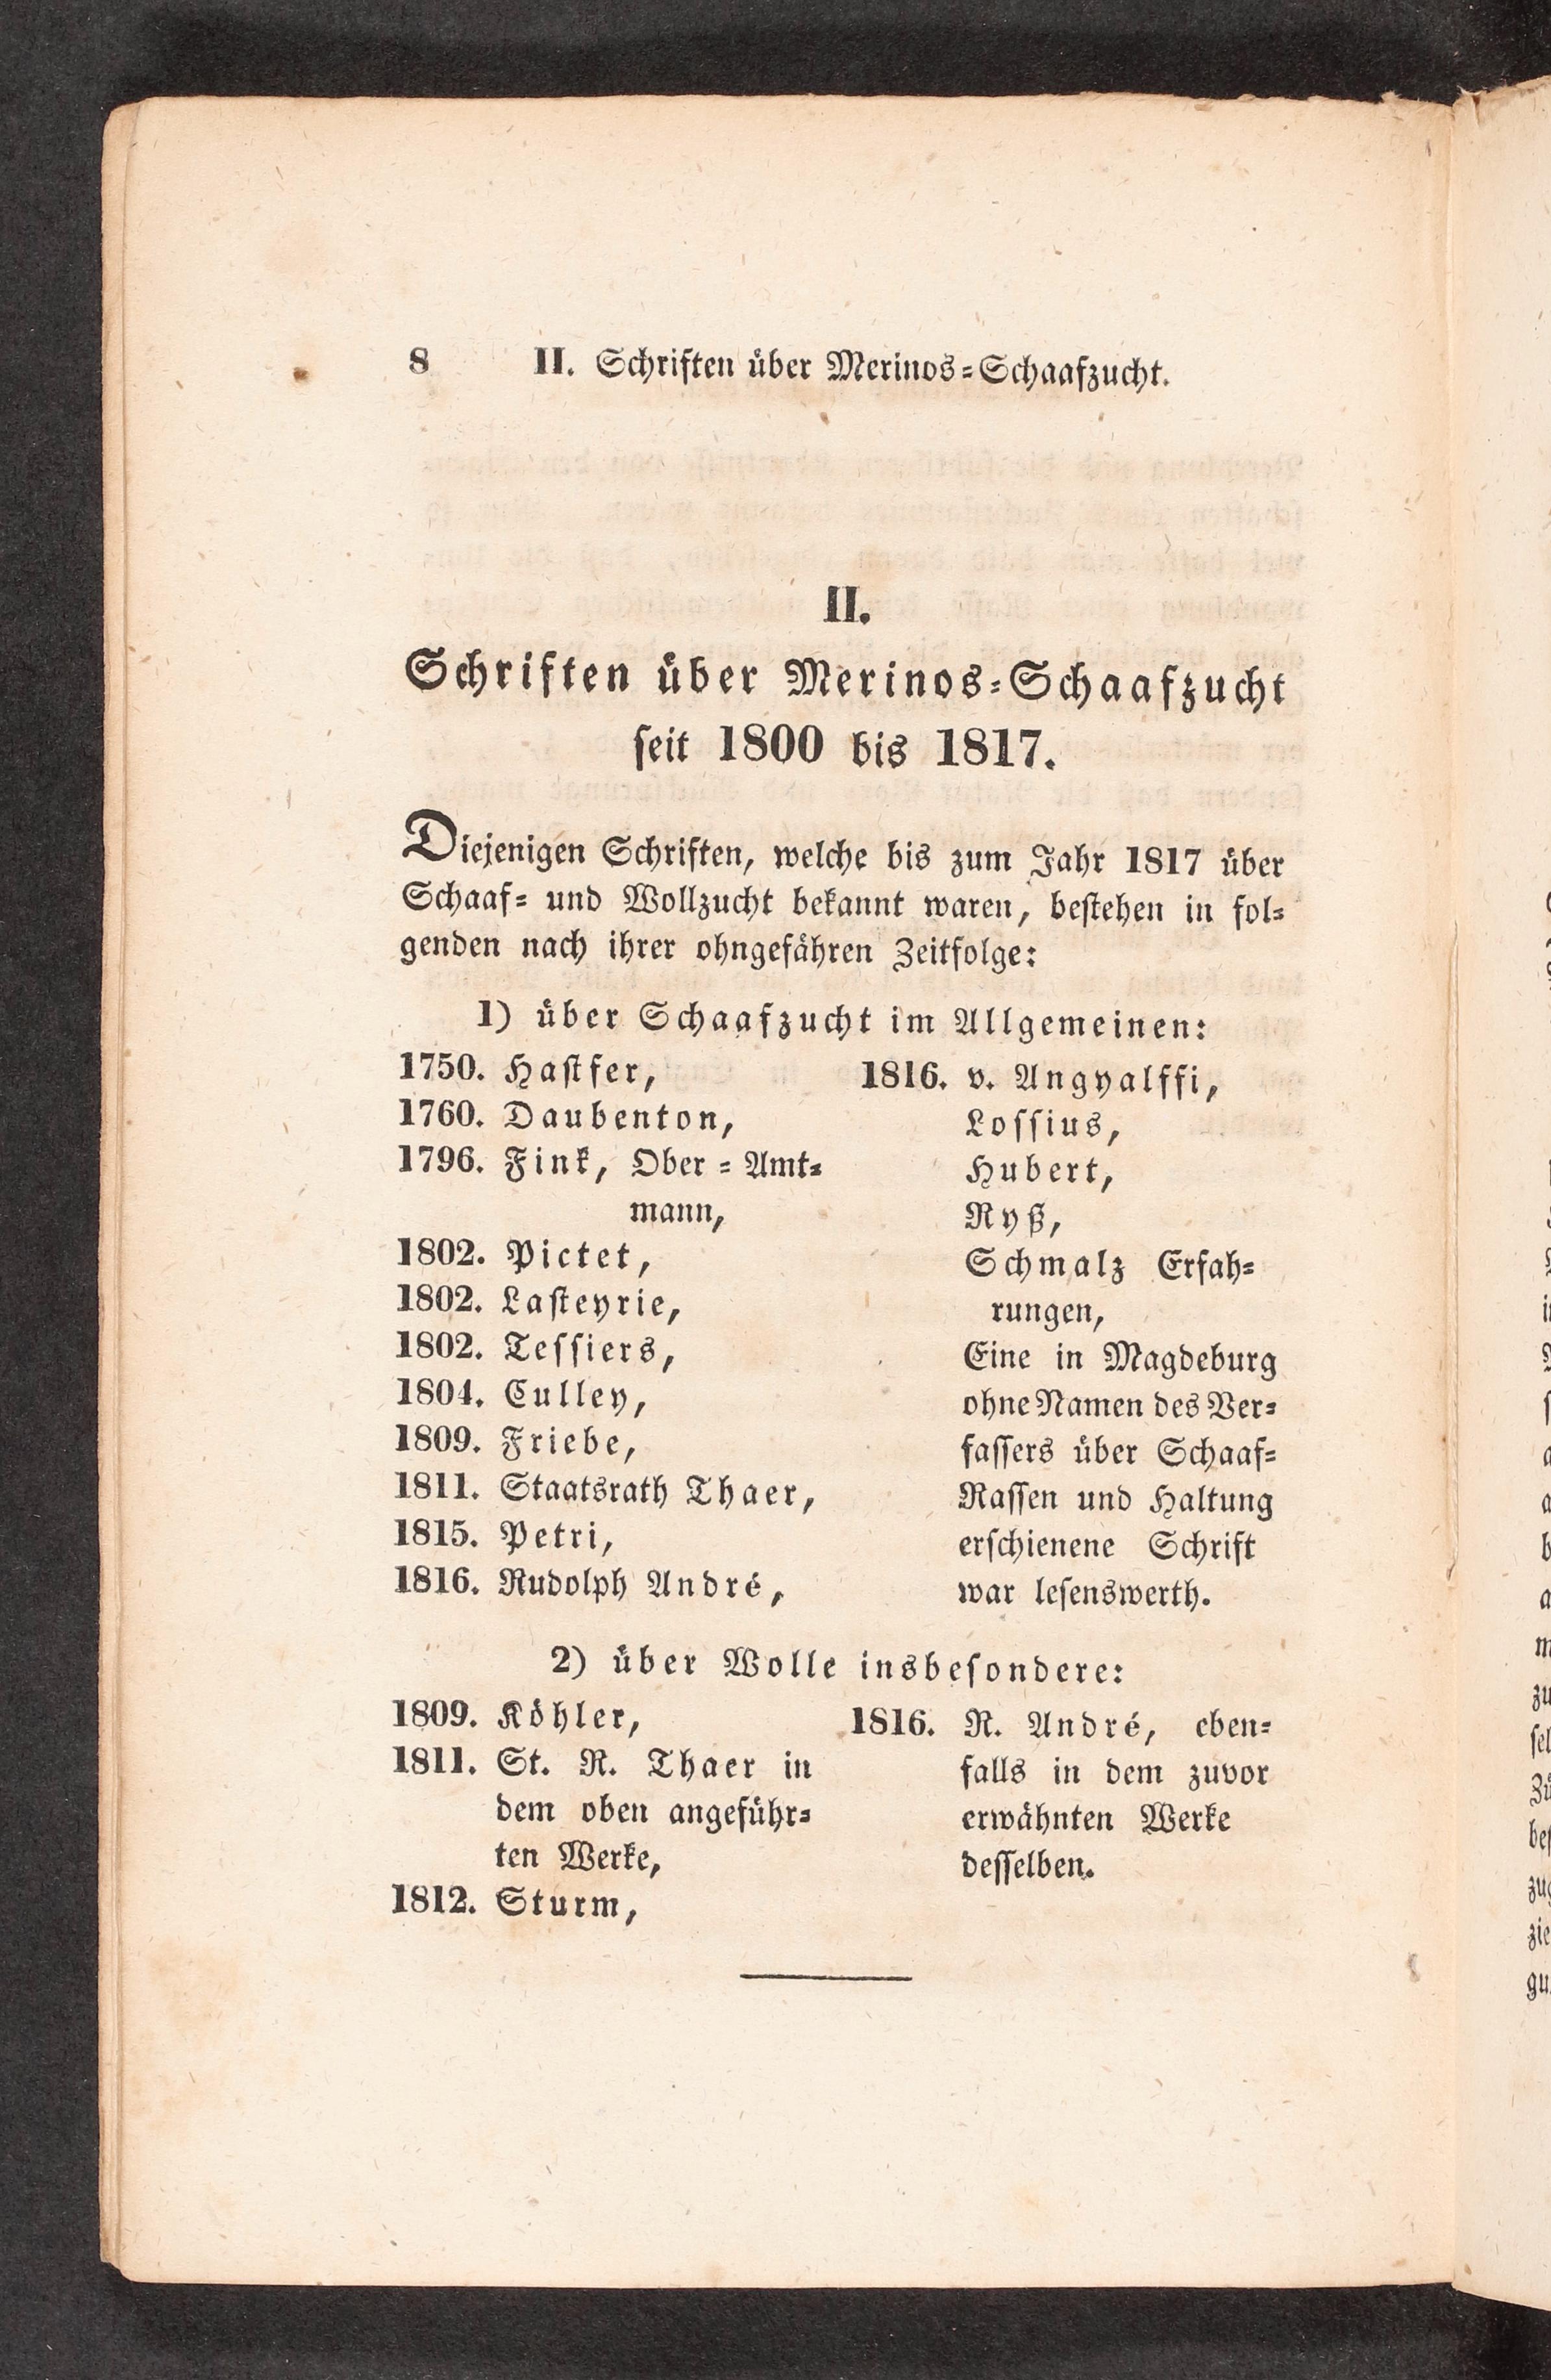 8 II. Schriften über Merinos-Schaafzucht.
II.
Schriften über Merinos-Schaafzucht
seit 1800 bis 1817.
Diejenigen Schriften, welche bis zum Jahr 1817 über
Schaaf- und Wollzucht bekannt waren, bestehen in fol-
genden nach ihrer ohngefähren Zeitfolge:
1) über Schaafzucht im Allgemeinen:
1750. Hastfer,
1760. Daubenton,
1796. Fink, Ober-Amt-
mann,
1802. Pictet,
1802. Lasteyrie,
1802. Tessiers,
1804. Culley,
1809. Friebe,
1811. Staatsrath Thaer,
1815. Petri,
1816. Rudolph André,
1816. v. Angyalffi,
Lossius,
Hubert,
Ryß,
Schmalz Erfah-
rungen,
Eine in Magdeburg
ohne Namen des Ver-
fassers über Schaaf-
Rassen und Haltung
erschienene Schrift
war lesenswerth.
2) über Wolle insbesondere:
1809. Köhler,
1811. St. R. Thaer in
dem oben angeführ-
ten Werke,
1812. Sturm,
1816. R. André, eben-
falls in dem zuvor
erwähnten Werke
desselben.